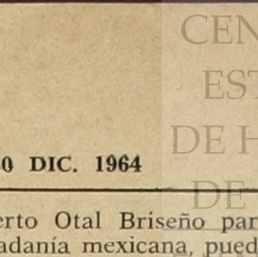 CEN
EST
DE H
0 DIC. 1964
DE
erto Otal Briseño par
adanía mexicana, pued